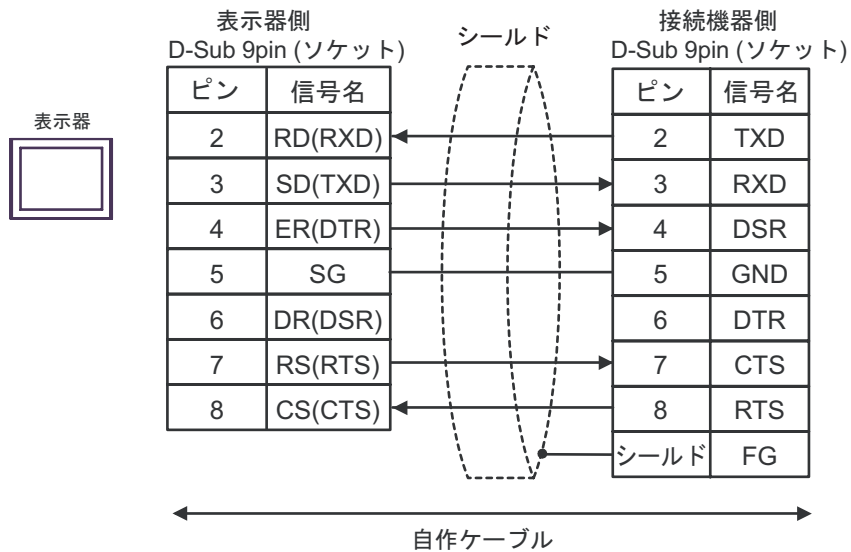 表示器側
D-Sub 9pin (ソケット)
シールド
接続機器側
D-Sub 9pin (ソケット)
表示器
ピン 信号名
2 RD(RXD)
3 SD(TXD)
4 ER(DTR)
5 SG
6 DR(DSR)
7 RS(RTS)
8 CS(CTS)
ピン 信号名
2 TXD
3 RXD
4 DSR
5 GND
6 DTR
7 CTS
8 RTS
シールド FG
自作ケーブル